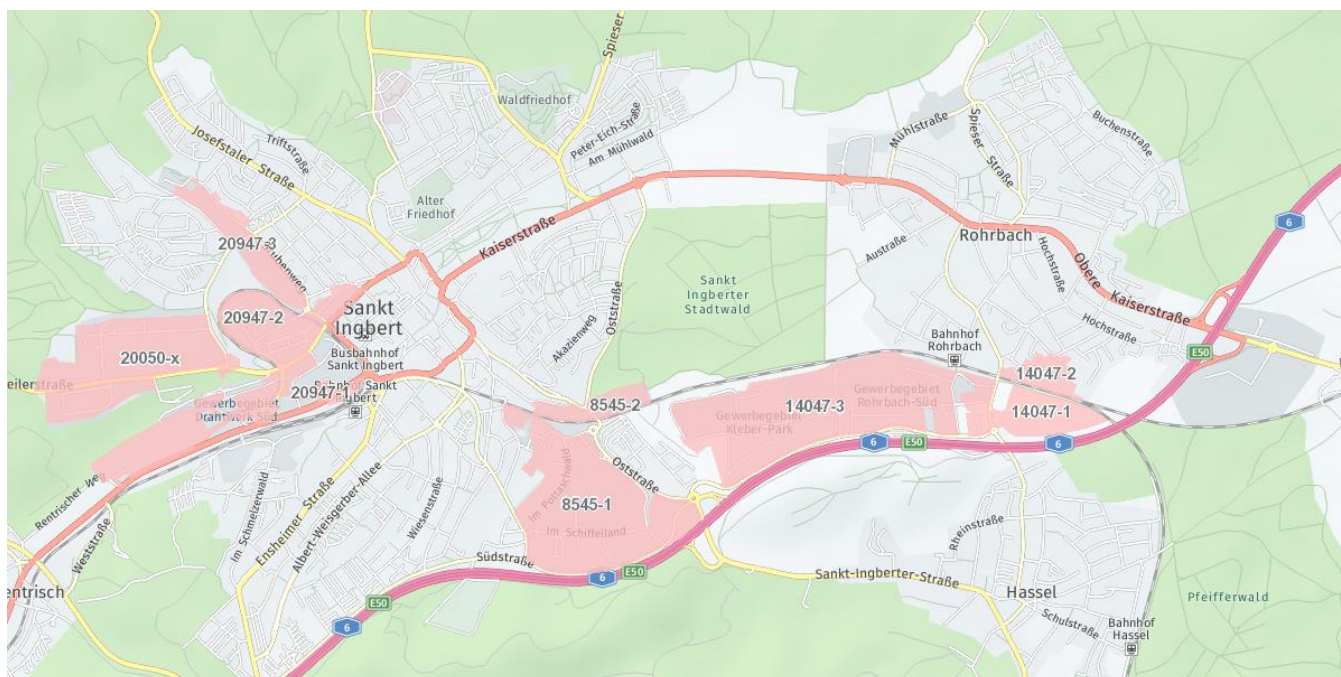 Spieser
Waldfriedhof
Peter-Eich-Straße
Am Mühlwald
Mühlstraße
Spieser Straße
Buchenstraße
Josefstaler Straße
Triftstraße
Alter
Friedhof
Kaiserstraße
6
20947-3
Rohrbach
Austraße
Hochstraße
Obere
Kaiserstraße
Sankt
Ingberter
Stadtwald
Oststraße
Akazienweg
20947-2
Sankt
Ingbert
Hochstraße
Bahnhof
Rohrbach
E50
20050-x
Busbahnhof
Sankt Ingbert
20947-1
14047-2
8545-2
14047-3
14047-1
Gewerbegebiet
Kleber-Park
Gewerbegebiet
Rohrbach-Süd
6
E50
6
Rentrischer Weg
Im Schmelzerwald
Ensheimer Straße
Albert-Weisgerber-Allee
Wiesenstraße
Weststraße
Im Pottaschwald
Oststraße
8545-1
Im Schiffelland
Südstraße
6
E50
E50
6
Rheinstraße
Sankt-Ingberter-Straße
Hassel
Schulstraße
Bahnhof
Hassel
Pfeifferwald